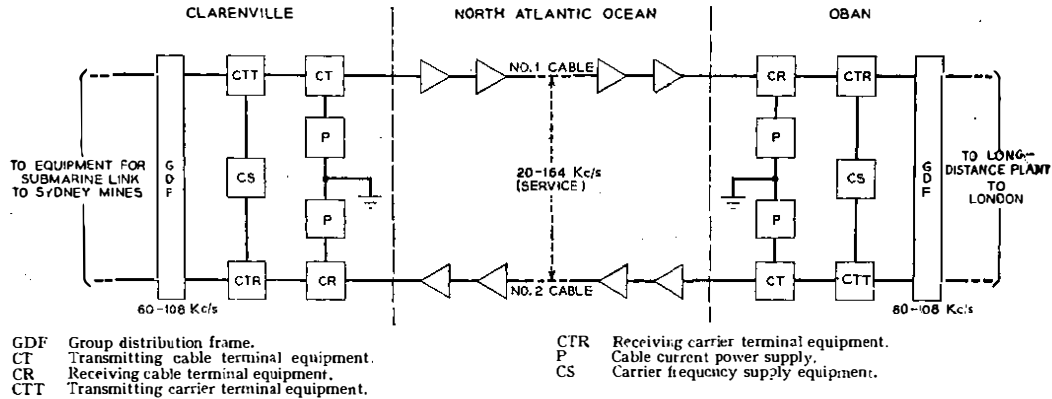 CLARENVILLE
NORTH ATLANTIC OCEAN
OBAN
CTT
CT
NO.1 CABLE
CR
CTR
P
P
GDF
TO EQUIPMENT FOR
SUBMARINE LINK
TO SYDNEY MINES
CS
20-164 Kc/s
(SERVICE)
CS
GDF
TO LONG-
DISTANCE PLANT
TO
LONDON
P
P
CTR
CR
NO.2 CABLE
CT
CTT
60-108 Kc/s
60-108 Kc/s
GDF Group distribution frame.
CT Transmitting cable terminal equipment.
CR Receiving cable terminal equipment.
CTT Transmitting carrier terminal equipment.
CTR Receiving carrier terminal equipment.
P Cable current power supply.
CS Carrier frequency supply equipment.